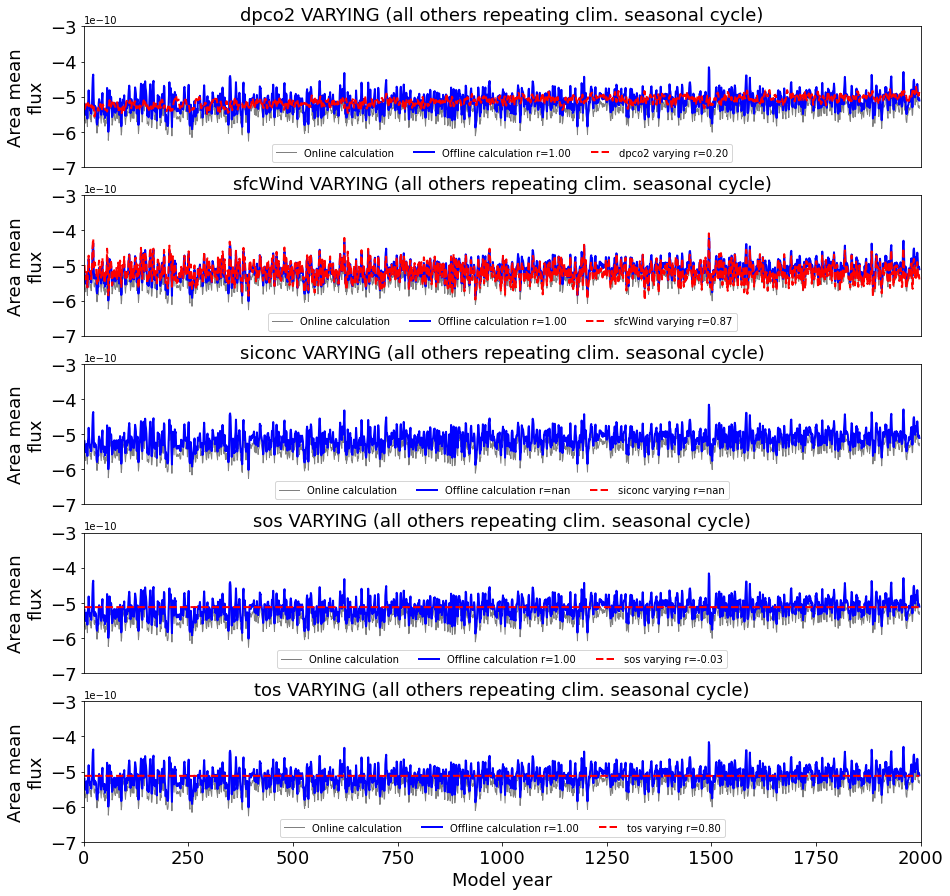 dpco2 VARYING (all others repeating clim. seasonal cycle)
1e−10
−3
−4
−5
−6
−7
Area mean
flux
Online calculation
Offline calculation r=1.00
dpco2 varying r=0.20
sfcWind VARYING (all others repeating clim. seasonal cycle)
1e−10
−3
−4
−5
−6
−7
Area mean
flux
Online calculation
Offline calculation r=1.00
sfcWind varying r=0.87
siconc VARYING (all others repeating clim. seasonal cycle)
1e−10
−3
−4
−5
−6
−7
Area mean
flux
Online calculation
Offline calculation r=nan
siconc varying r=nan
sos VARYING (all others repeating clim. seasonal cycle)
1e−10
−3
−4
−5
−6
−7
Area mean
flux
Online calculation
Offline calculation r=1.00
sos varying r=-0.03
tos VARYING (all others repeating clim. seasonal cycle)
1e−10
−3
−4
−5
−6
−7
Area mean
flux
Online calculation
Offline calculation r=1.00
tos varying r=0.80
0 250 500 750 1000 1250 1500 1750 2000
Model year